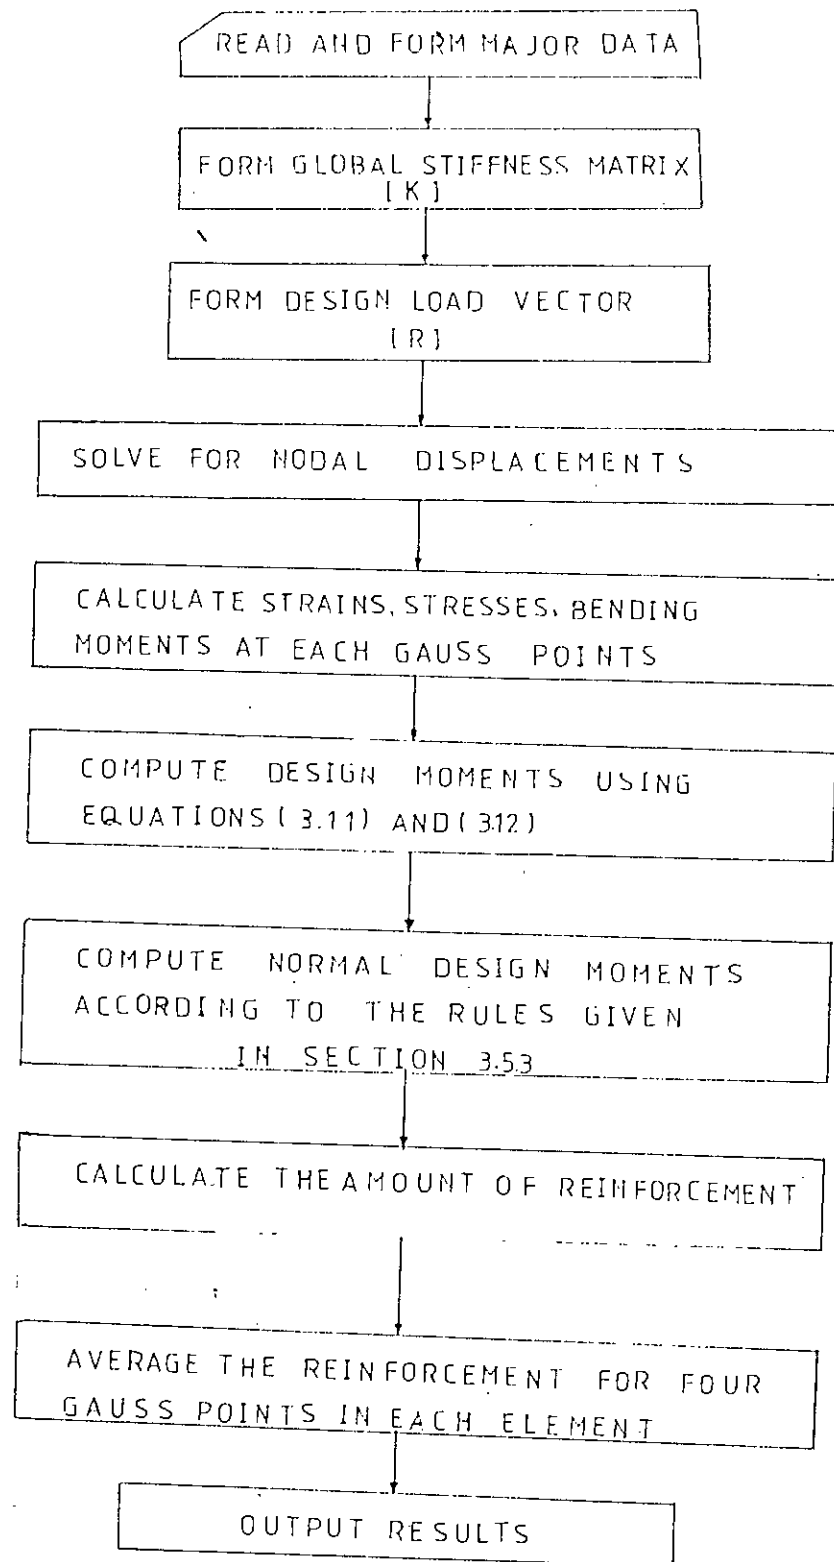 READ AND FORM MAJOR DATA
FORM GLOBAL STIFFNESS MATRIX
[K]
FORM DESIGN LOAD VECTOR
[R]
SOLVE FOR NODAL DISPLACEMENTS
CALCULATE STRAINS, STRESSES, BENDING
MOMENTS AT EACH GAUSS POINTS
COMPUTE DESIGN MOMENTS USING
EQUATIONS (3.11) AND (3.12)
COMPUTE NORMAL DESIGN MOMENTS
ACCORDING TO THE RULES GIVEN
IN SECTION 3.5.3
CALCULATE THE AMOUNT OF REINFORCEMENT
AVERAGE THE REINFORCEMENT FOR FOUR
GAUSS POINTS IN EACH ELEMENT
OUTPUT RESULTS